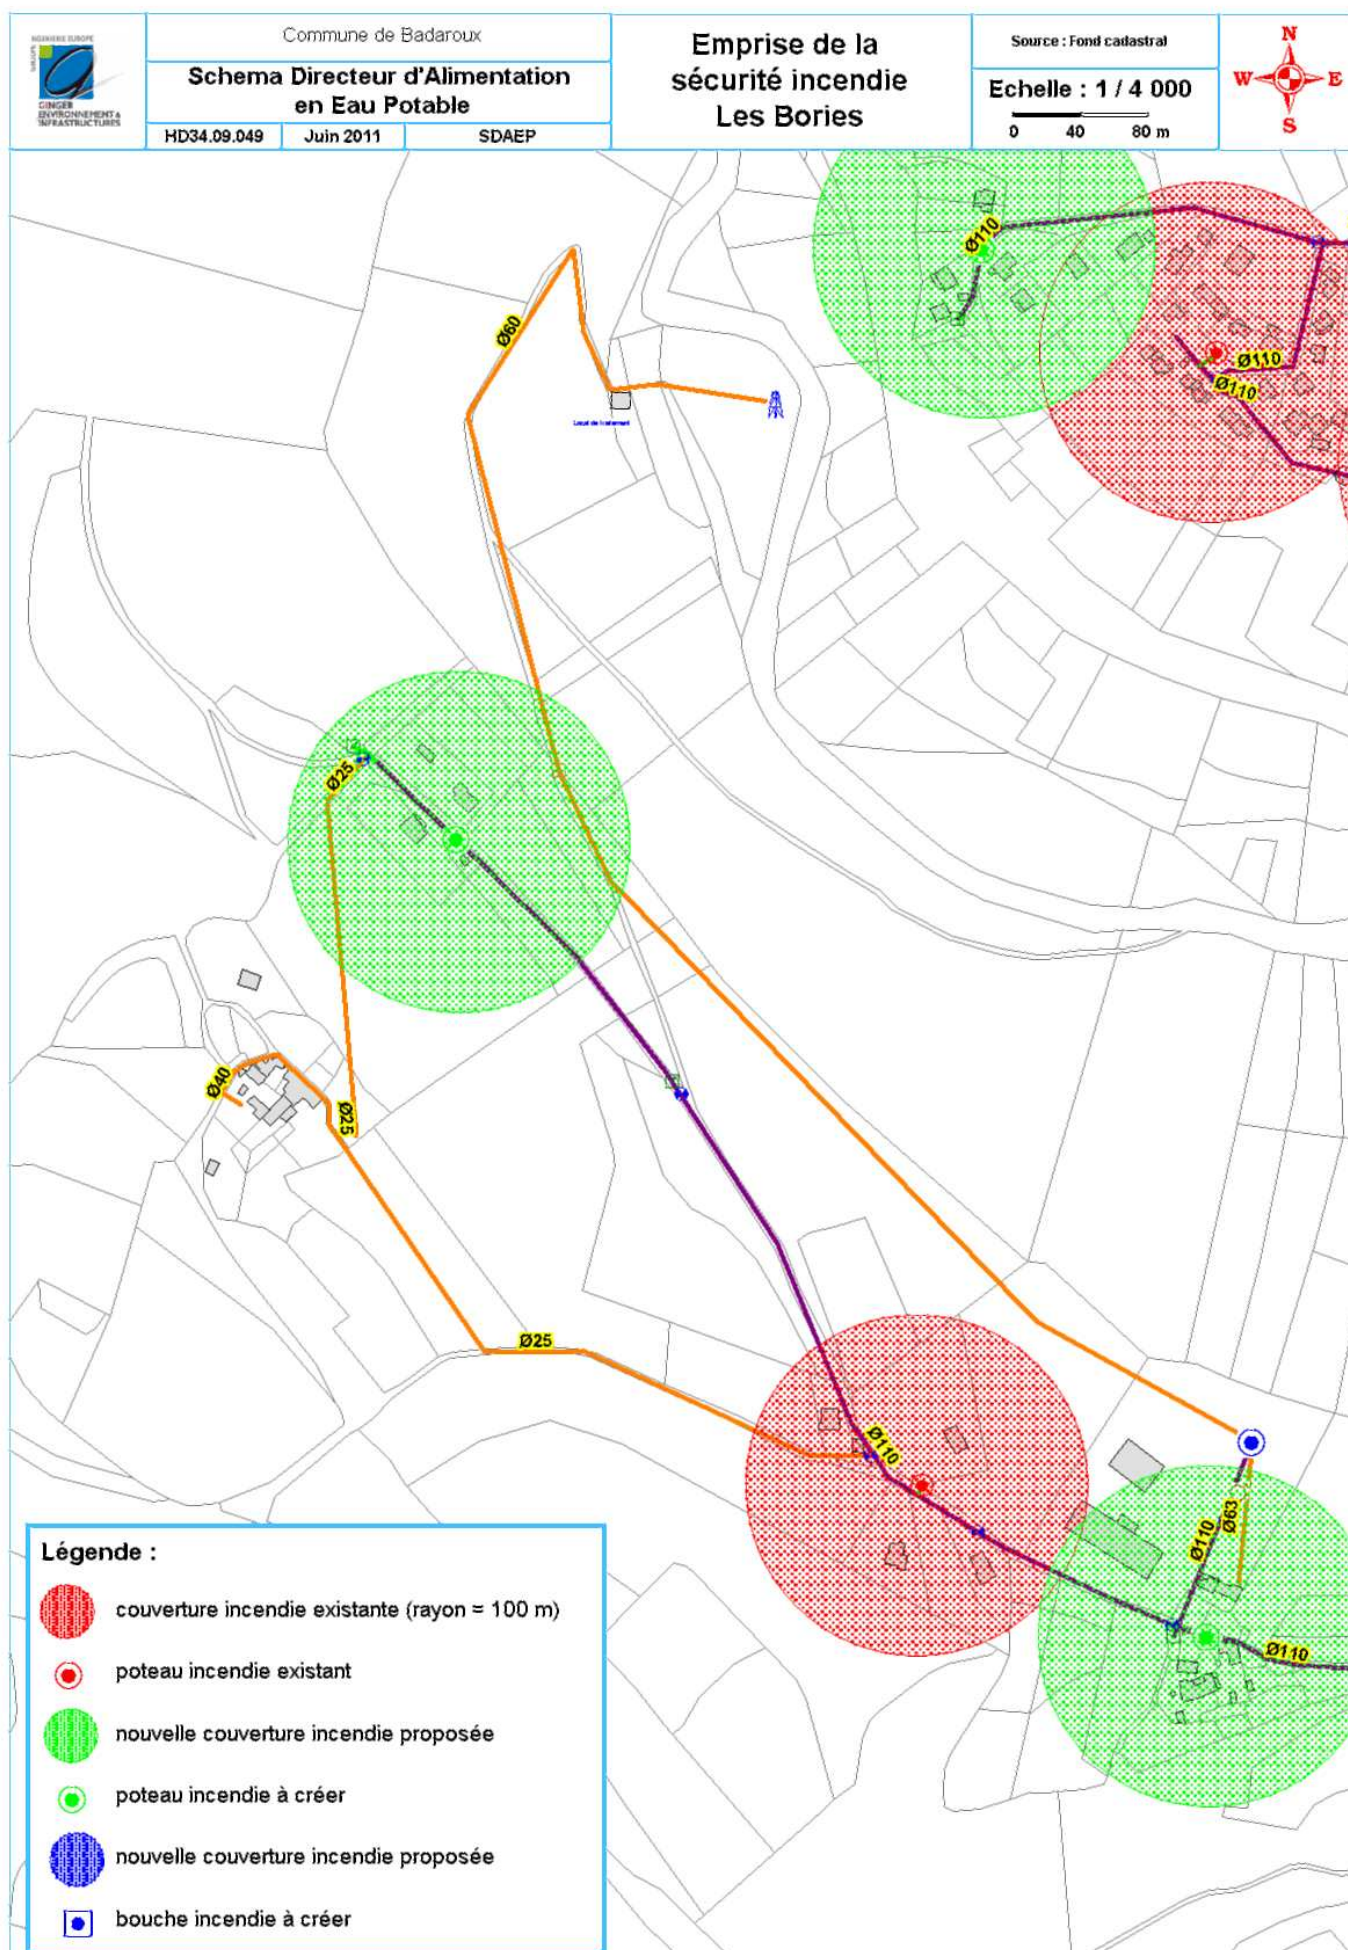 Commune de Badaroux
Schema Directeur d'Alimentation
en Eau Potable
HD34.09.049
Juin 2011
SDAEP
Emprise de la
sécurité incendie
Les Bories
Source : Fond cadastral
Echelle : 1 / 4 000
0 40 80 m
N
W E
S
INGENIERIE EUROPE
GROUPE
GINGER
ENVIRONNEMENT &
INFRASTRUCTURES
Ø110
Ø60
Ø110
Ø110
Ø25
Ø40
Ø25
Ø25
Ø110
Ø63
Ø110
Ø110
Légende :
couverture incendie existante (rayon = 100 m)
poteau incendie existant
nouvelle couverture incendie proposée
poteau incendie à créer
nouvelle couverture incendie proposée
bouche incendie à créer